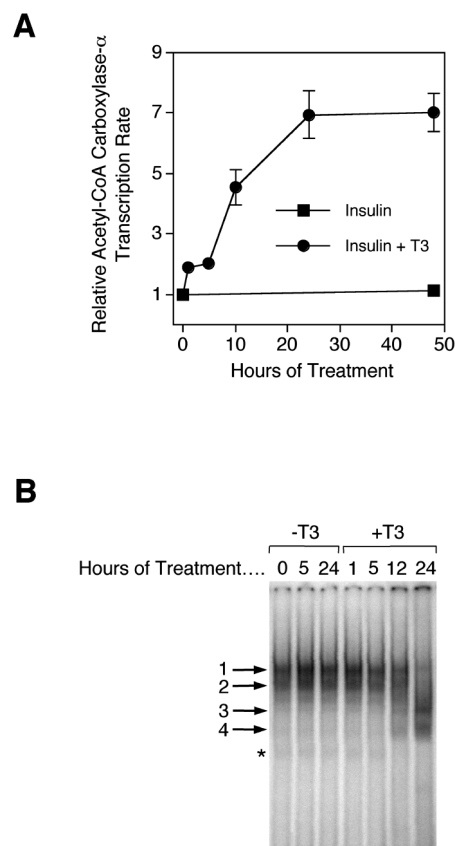 A
Relative Acetyl-CoA Carboxylase-α
Transcription Rate
9
7
5
3
1
Insulin
Insulin + T3
0 10 20 30 40 50
Hours of Treatment
B
-T3 +T3
Hours of Treatment.... 0 5 24 1 5 12 24
1
2
3
4
*